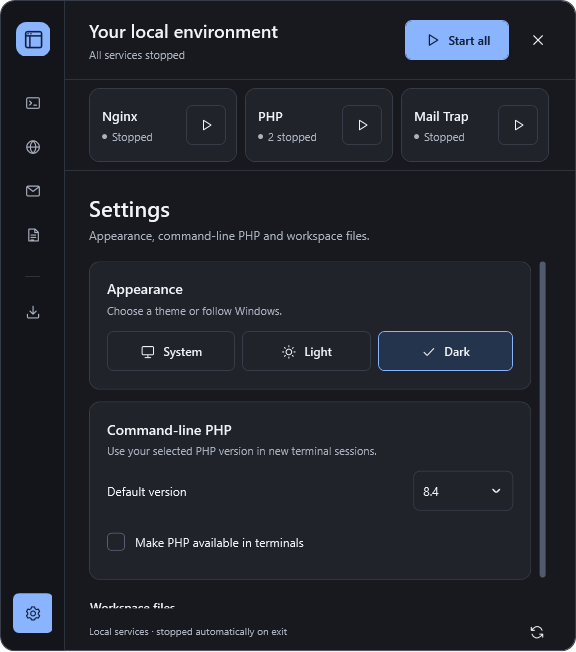 Your local environment
All services stopped
Start all
Nginx
Stopped
PHP
2 stopped
Mail Trap
Stopped
Settings
Appearance, command-line PHP and workspace files.
Appearance
Choose a theme or follow Windows.
System
Light
Dark
Command-line PHP
Use your selected PHP version in new terminal sessions.
Default version
8.4
Make PHP available in terminals
Workspace files
Local services · stopped automatically on exit